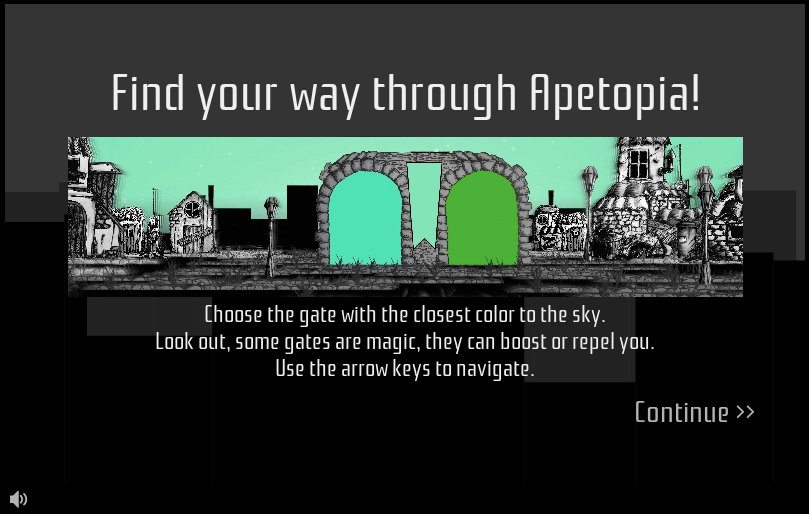 Find your way through Apetopia!
Choose the gate with the closest color to the sky.
Look out, some gates are magic, they can boost or repel you.
Use the arrow keys to navigate.
Continue >>